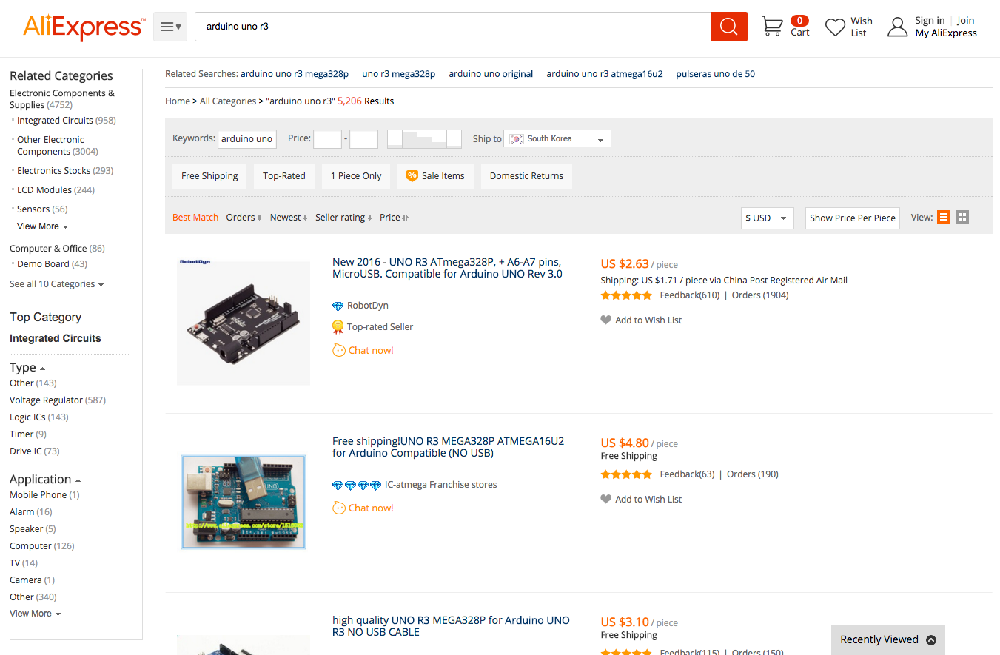 AliExpress™
arduino uno r3
0
Cart
Wish
List
Sign in | Join
My AliExpress
Related Categories
Electronic Components &
Supplies (4752)
Integrated Circuits (958)
Other Electronic
Components (3004)
Electronics Stocks (293)
LCD Modules (244)
Sensors (56)
View More
Computer & Office (86)
Demo Board (43)
See all 10 Categories
Top Category
Integrated Circuits
Type
Other (143)
Voltage Regulator (587)
Logic ICs (143)
Timer (9)
Drive IC (73)
Application
Mobile Phone (1)
Alarm (16)
Speaker (5)
Computer (126)
TV (14)
Camera (1)
Other (340)
View More
Related Searches: arduino uno r3 mega328p uno r3 mega328p arduino uno original arduino uno r3 atmega16u2 pulseras uno de 50
Home > All Categories > "arduino uno r3" 5,206 Results
Keywords: arduino uno Price: - Ship to South Korea
Free Shipping Top-Rated 1 Piece Only % Sale Items Domestic Returns
Best Match Orders Newest Seller rating Price $ USD Show Price Per Piece View:
RobotDyn
New 2016 - UNO R3 ATmega328P, + A6-A7 pins,
MicroUSB. Compatible for Arduino UNO Rev 3.0
RobotDyn
Top-rated Seller
Chat now!
US $2.63 / piece
Shipping: US $1.71 / piece via China Post Registered Air Mail
Feedback(610) | Orders (1904)
Add to Wish List
UNO
Free shipping!UNO R3 MEGA328P ATMEGA16U2
for Arduino Compatible (NO USB)
IC-atmega Franchise stores
Chat now!
US $4.80 / piece
Free Shipping
Feedback(63) | Orders (190)
Add to Wish List
high quality UNO R3 MEGA328P for Arduino UNO
R3 NO USB CABLE
US $3.10 / piece
Free Shipping
Feedback(115) | Orders (150)
Recently Viewed